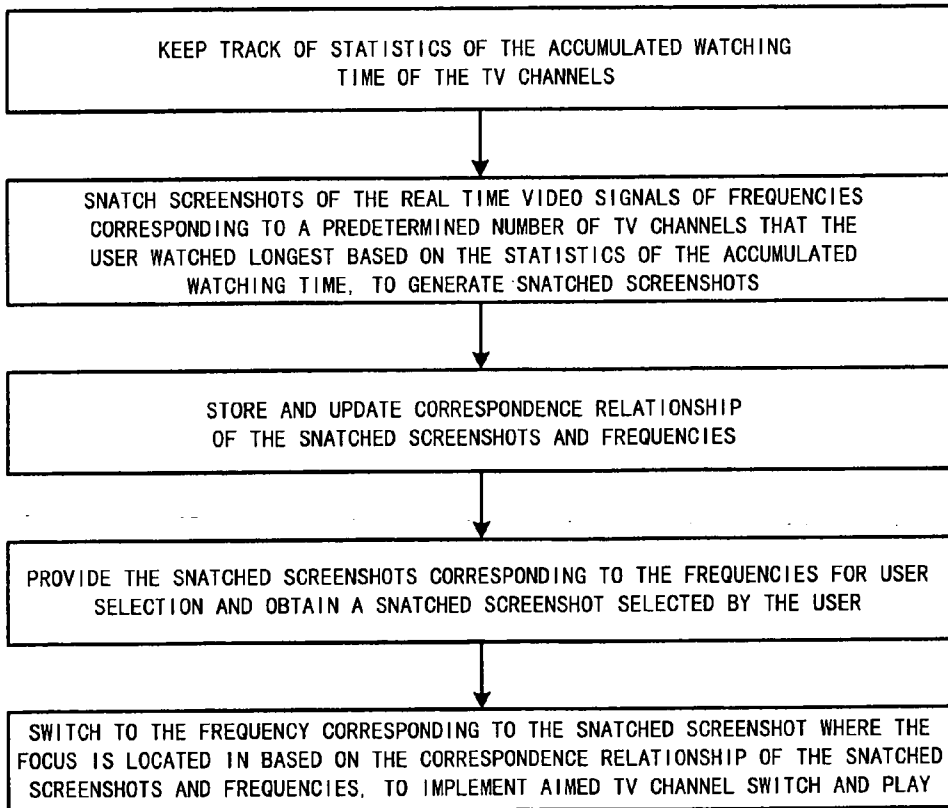 KEEP TRACK OF STATISTICS OF THE ACCUMULATED WATCHING
TIME OF THE TV CHANNELS
SNATCH SCREENSHOTS OF THE REAL TIME VIDEO SIGNALS OF FREQUENCIES
CORRESPONDING TO A PREDETERMINED NUMBER OF TV CHANNELS THAT THE
USER WATCHED LONGEST BASED ON THE STATISTICS OF THE ACCUMULATED
WATCHING TIME, TO GENERATE SNATCHED SCREENSHOTS
STORE AND UPDATE CORRESPONDENCE RELATIONSHIP
OF THE SNATCHED SCREENSHOTS AND FREQUENCIES
PROVIDE THE SNATCHED SCREENSHOTS CORRESPONDING TO THE FREQUENCIES FOR USER
SELECTION AND OBTAIN A SNATCHED SCREENSHOT SELECTED BY THE USER
SWITCH TO THE FREQUENCY CORRESPONDING TO THE SNATCHED SCREENSHOT WHERE THE
FOCUS IS LOCATED IN BASED ON THE CORRESPONDENCE RELATIONSHIP OF THE SNATCHED
SCREENSHOTS AND FREQUENCIES, TO IMPLEMENT AIMED TV CHANNEL SWITCH AND PLAY